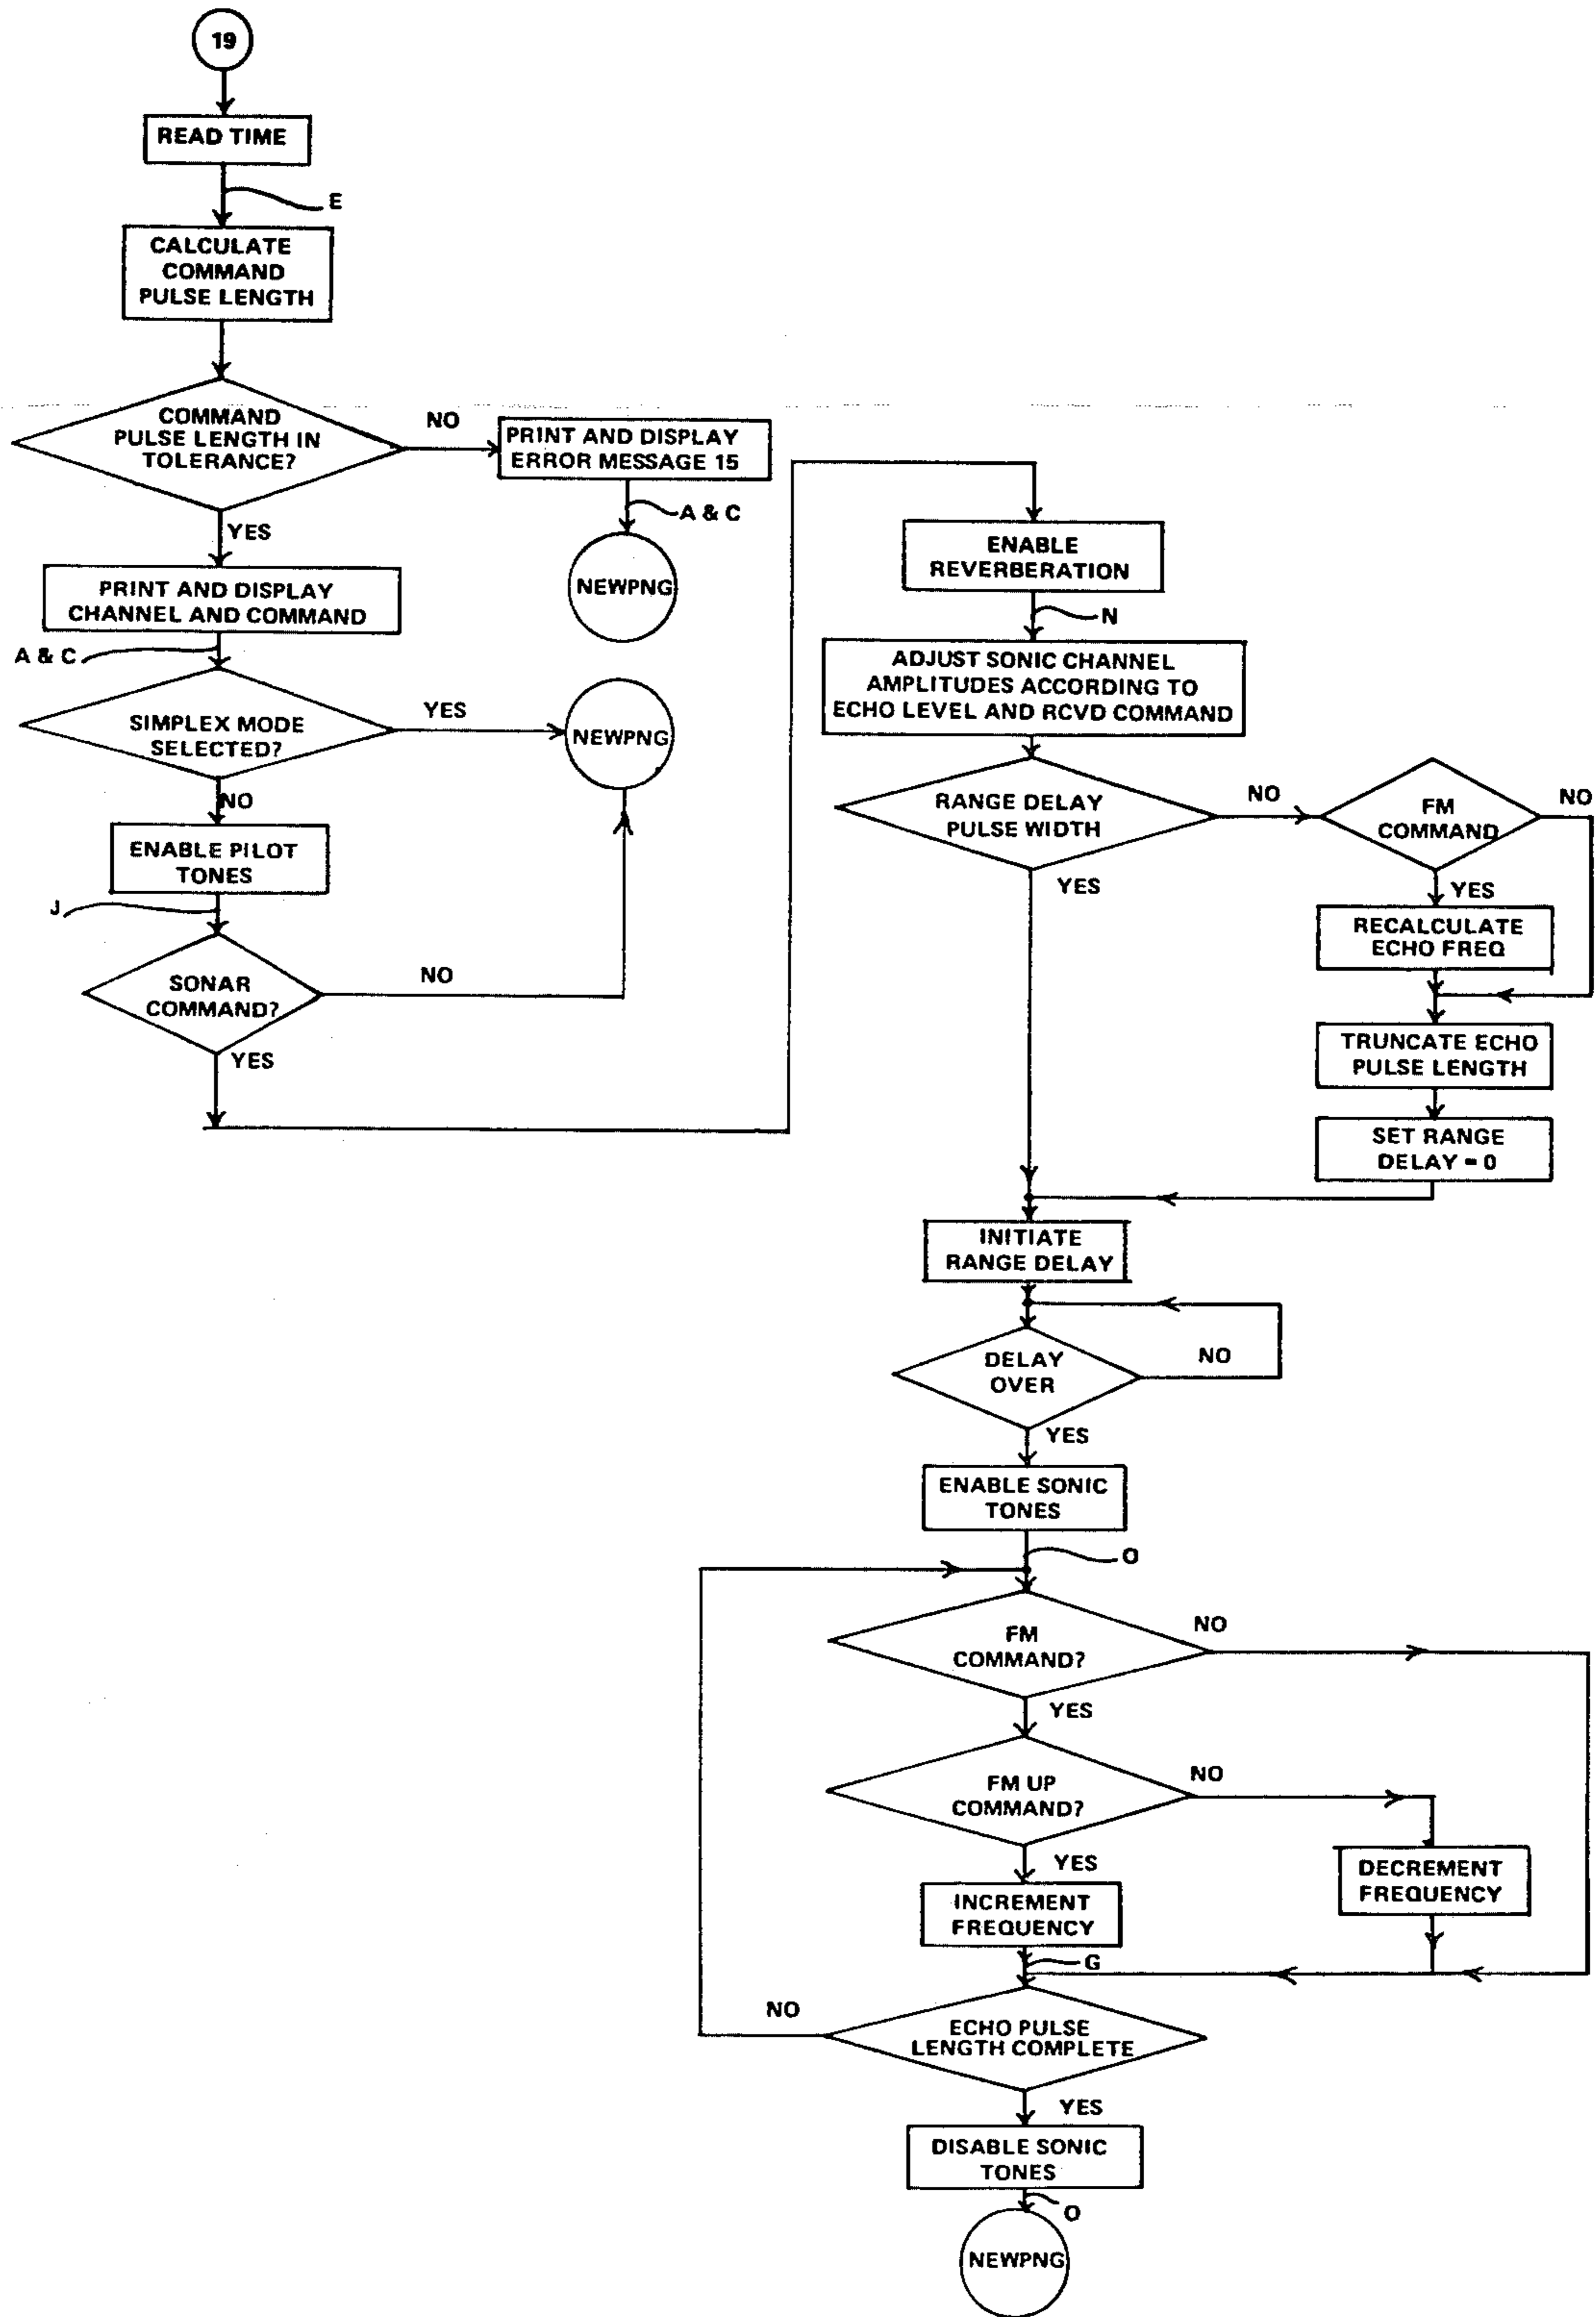 19
READ TIME
E
CALCULATE
COMMAND
PULSE LENGTH
COMMAND
PULSE LENGTH IN
TOLERANCE?
NO
PRINT AND DISPLAY
ERROR MESSAGE 15
A & C
NEWPNG
YES
PRINT AND DISPLAY
CHANNEL AND COMMAND
A & C
SIMPLEX MODE
SELECTED?
YES
NEWPNG
NO
ENABLE PILOT
TONES
J
SONAR
COMMAND?
NO
YES
ENABLE
REVERBERATION
N
ADJUST SONIC CHANNEL
AMPLITUDES ACCORDING TO
ECHO LEVEL AND RCVD COMMAND
RANGE DELAY
PULSE WIDTH
NO
FM
COMMAND
NO
YES
YES
RECALCULATE
ECHO FREQ
TRUNCATE ECHO
PULSE LENGTH
SET RANGE
DELAY = 0
INITIATE
RANGE DELAY
DELAY
OVER
NO
YES
ENABLE SONIC
TONES
O
FM
COMMAND?
NO
YES
FM UP
COMMAND?
NO
YES
DECREMENT
FREQUENCY
INCREMENT
FREQUENCY
G
NO
ECHO PULSE
LENGTH COMPLETE
YES
DISABLE SONIC
TONES
O
NEWPNG